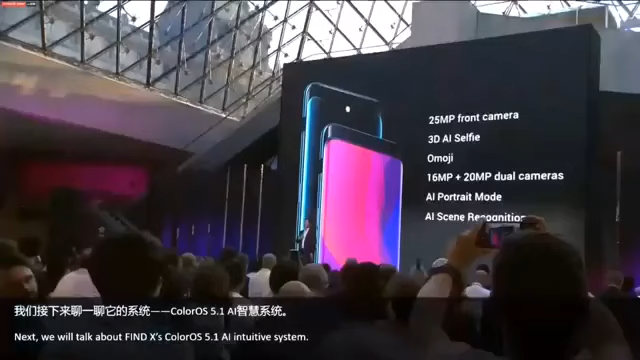 25MP front camera
3D AI Selfie
Omoji
16MP + 20MP dual cameras
AI Portrait Mode
AI Scene Recognition
我们接下来聊一聊它的系统——ColorOS 5.1 AI智慧系统。
Next, we will talk about FIND X's ColorOS 5.1 AI intuitive system.